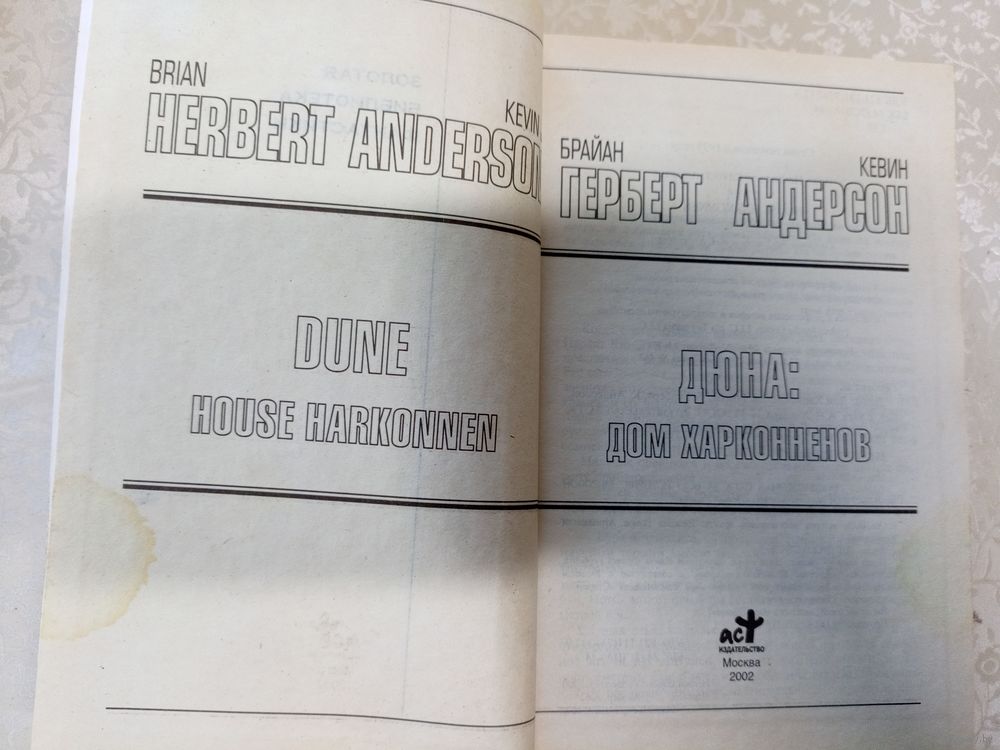 BRIAN
KEVIN
HERBERT ANDERSON
DUNE
HOUSE HARKONNEN
БРАЙАН
КЕВИН
ГЕРБЕРТ АНДЕРСОН
ДЮНА:
ДОМ ХАРКОННЕНОВ
аст
ИЗДАТЕЛЬСТВО
Москва
2002